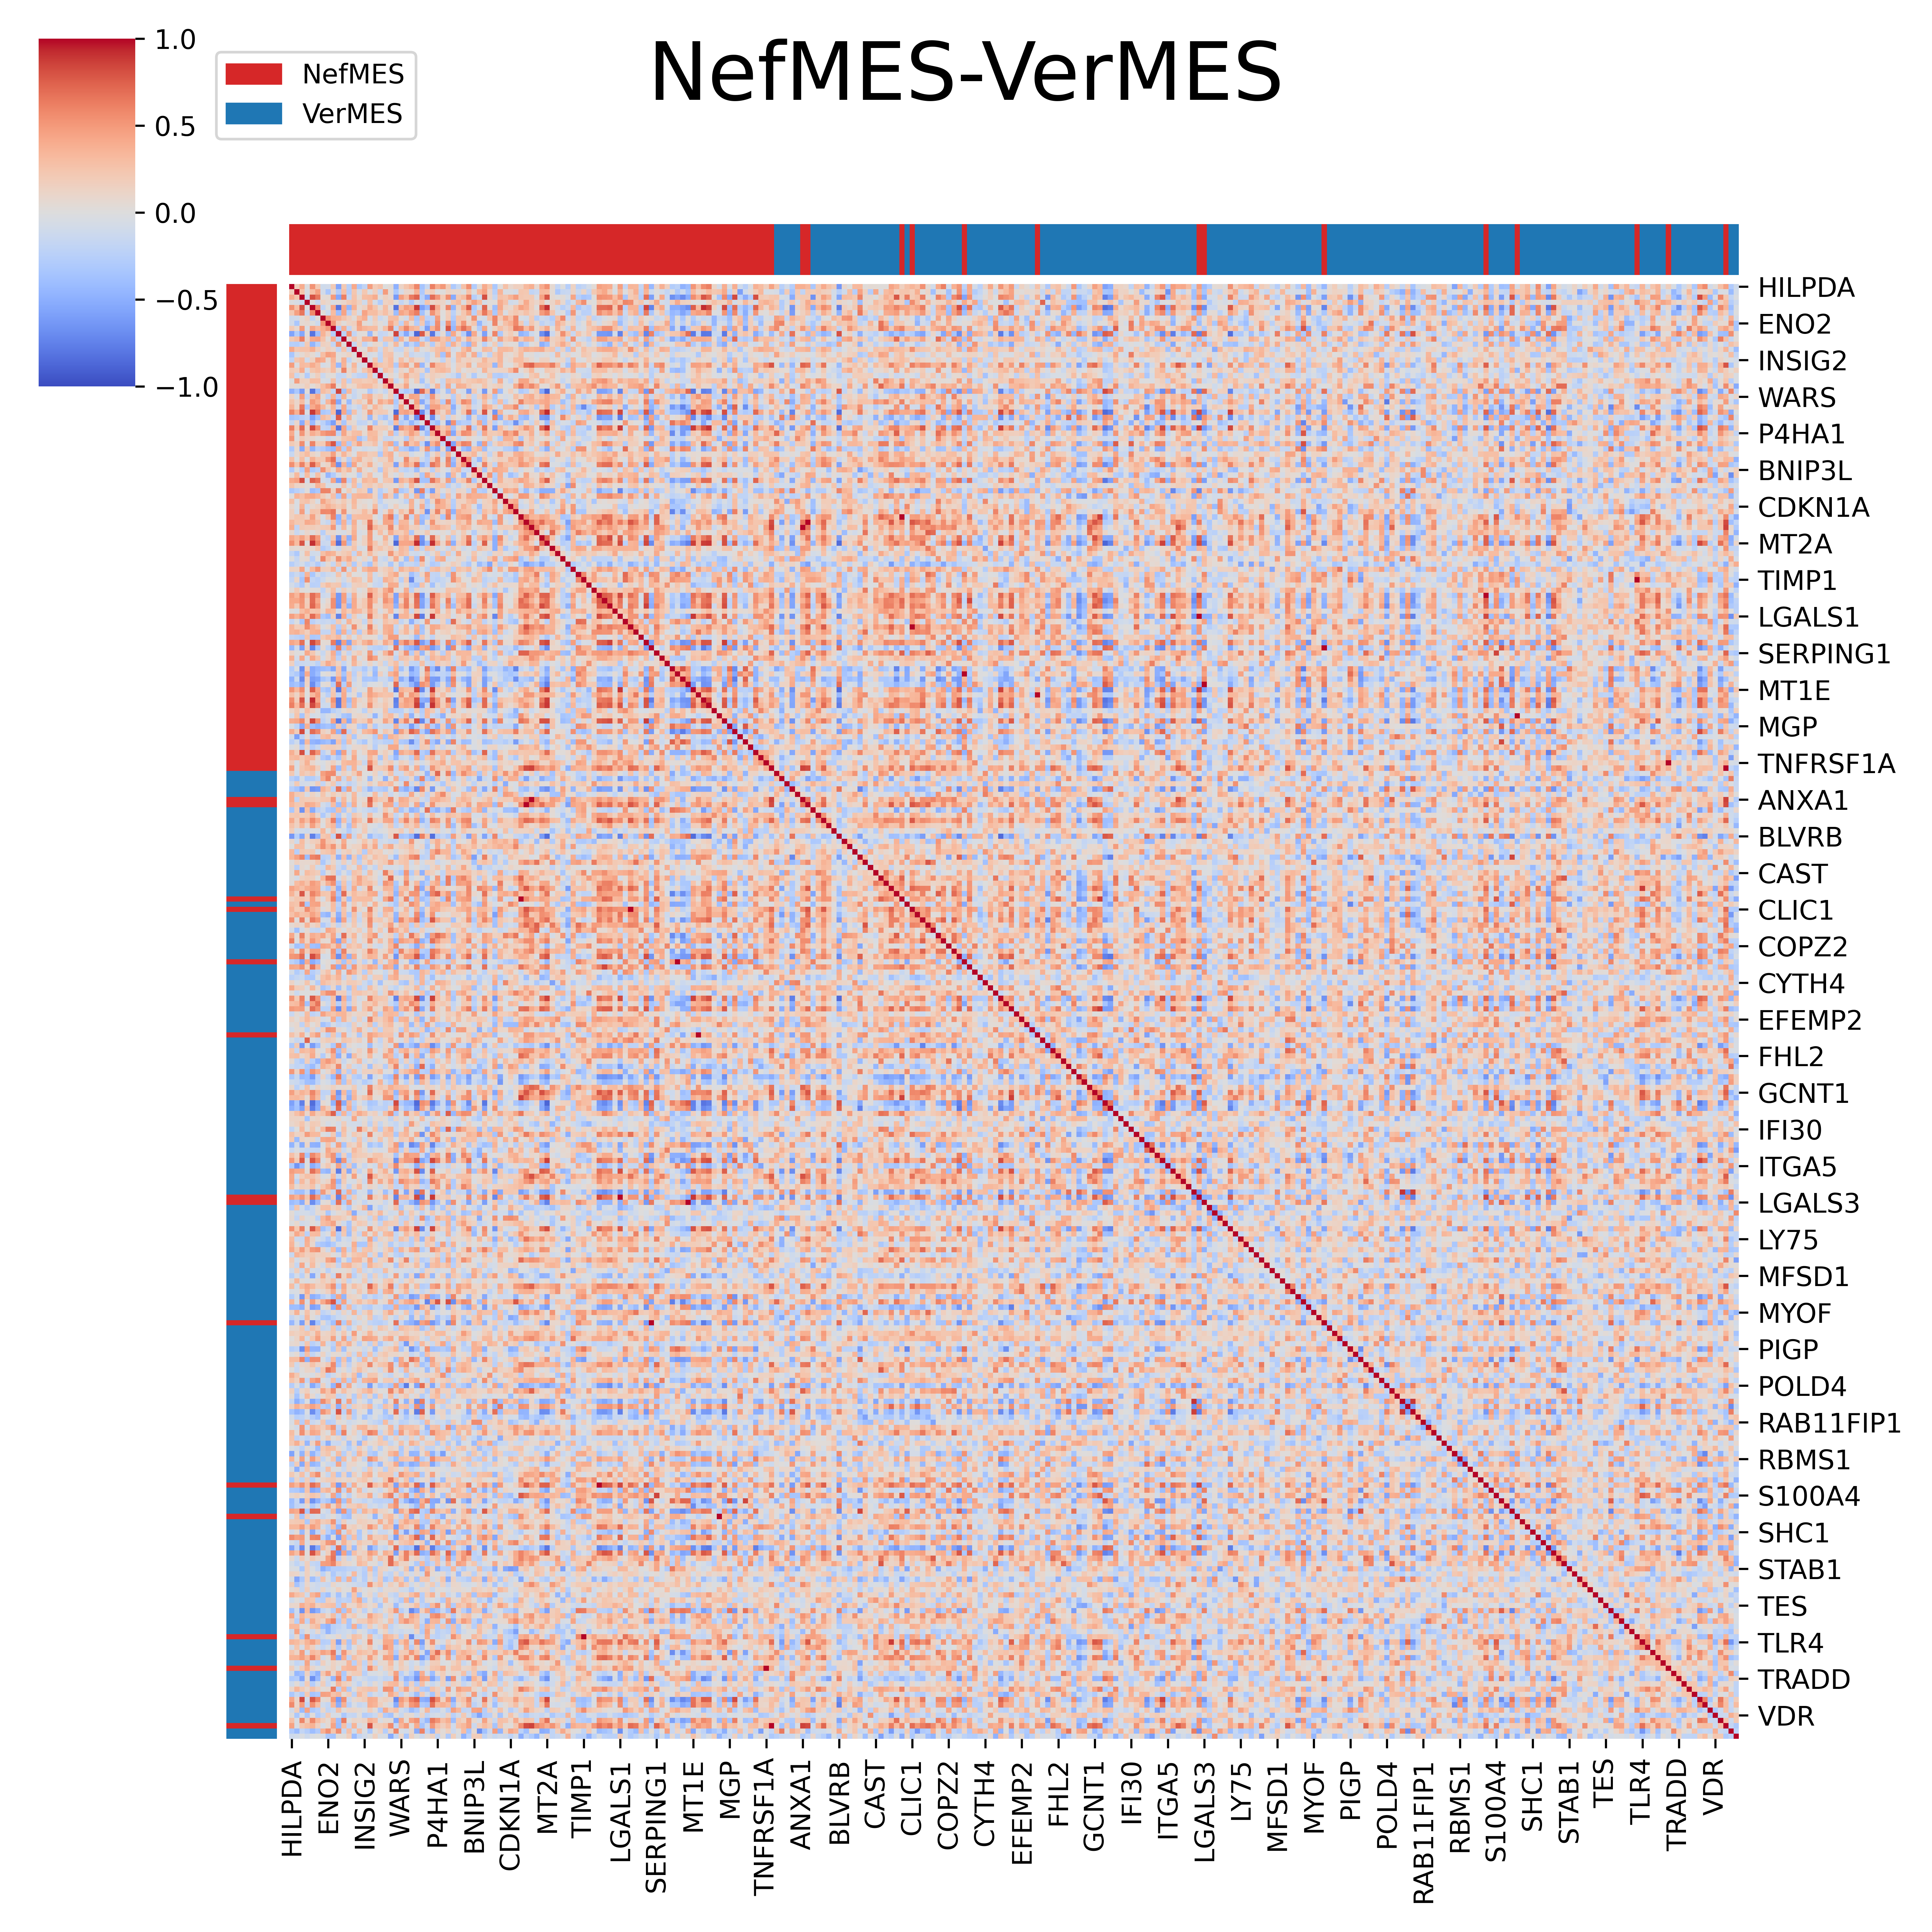 NefMES-VerMES
1.0
0.5
0.0
−0.5
−1.0
NefMES
VerMES
HILPDA
ENO2
INSIG2
WARS
P4HA1
BNIP3L
CDKN1A
MT2A
TIMP1
LGALS1
SERPING1
MT1E
MGP
TNFRSF1A
ANXA1
BLVRB
CAST
CLIC1
COPZ2
CYTH4
EFEMP2
FHL2
GCNT1
IFI30
ITGA5
LGALS3
LY75
MFSD1
MYOF
PIGP
POLD4
RAB11FIP1
RBMS1
S100A4
SHC1
STAB1
TES
TLR4
TRADD
VDR
HILPDA
ENO2
INSIG2
WARS
P4HA1
BNIP3L
CDKN1A
MT2A
TIMP1
LGALS1
SERPING1
MT1E
MGP
TNFRSF1A
ANXA1
BLVRB
CAST
CLIC1
COPZ2
CYTH4
EFEMP2
FHL2
GCNT1
IFI30
ITGA5
LGALS3
LY75
MFSD1
MYOF
PIGP
POLD4
RAB11FIP1
RBMS1
S100A4
SHC1
STAB1
TES
TLR4
TRADD
VDR